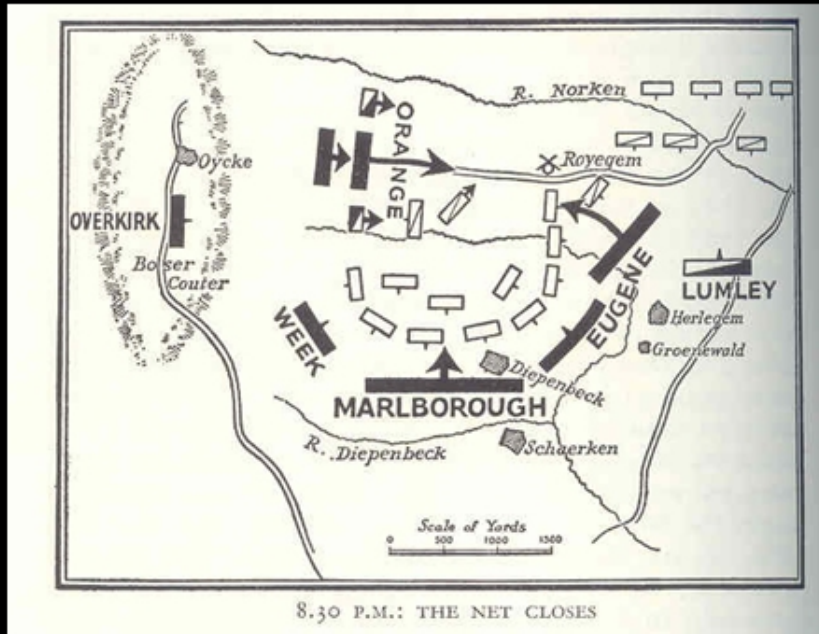 R. Norken
ORANGE
Royegem
Oycke
OVERKIRK
Boser
Couter
EUGENE
LUMLEY
WEEK
Herlegem
Groenewald
Diepenbeck
MARLBOROUGH
R. Diepenbeck
Schaerken
Scale of Yards
0 500 1000 1500
8.30 P.M.: THE NET CLOSES